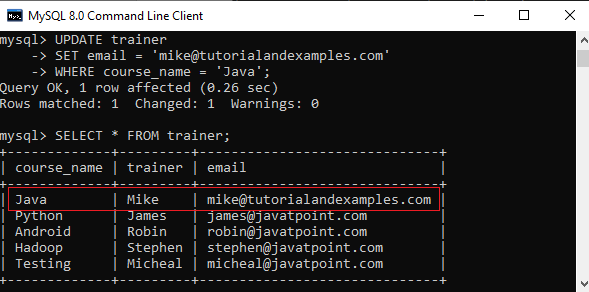 MySQL 8.0 Command Line Client
mysql> UPDATE trainer
    -> SET email = 'mike@tutorialandexamples.com'
    -> WHERE course_name = 'Java';
Query OK, 1 row affected (0.26 sec)
Rows matched: 1  Changed: 1  Warnings: 0
mysql> SELECT * FROM trainer;
+-------------+---------+------------------------------+
| course_name | trainer | email                        |
+-------------+---------+------------------------------+
| Java        | Mike    | mike@tutorialandexamples.com |
| Python      | James   | james@javatpoint.com         |
| Android     | Robin   | robin@javatpoint.com         |
| Hadoop      | Stephen | stephen@javatpoint.com       |
| Testing     | Micheal | micheal@javatpoint.com       |
+-------------+---------+------------------------------+